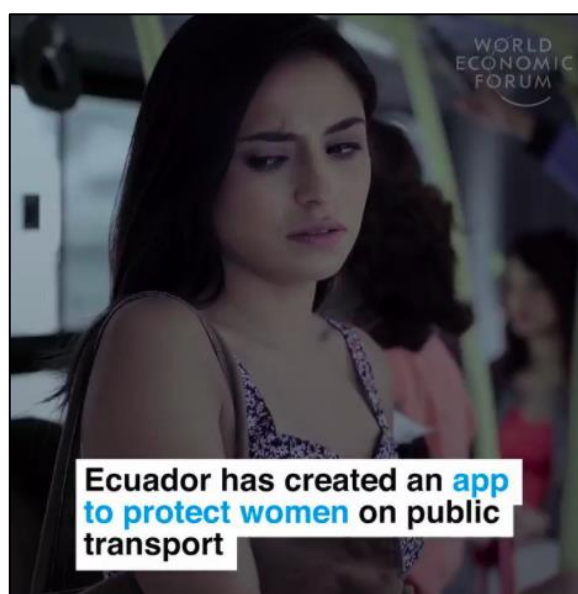 WORLD
ECONOMIC
FORUM
Ecuador has created an app
to protect women on public
transport